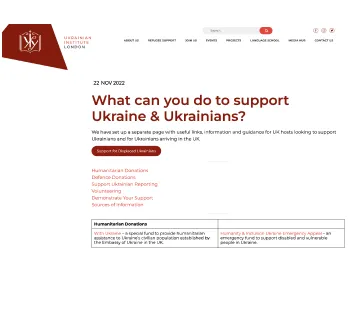 UKRAINIAN
INSTITUTE
LONDON
Search
ABOUT US
REFUGEE SUPPORT
JOIN US
EVENTS
PROJECTS
LANGUAGE SCHOOL
MEDIA HUB
CONTACT US
22 NOV 2022
What can you do to support
Ukraine & Ukrainians?
We have set up a separate page with useful links, information and guidance for UK hosts looking to support
Ukrainians and for Ukrainians arriving in the UK.
Support for Displaced Ukrainians
Humanitarian Donations
Defence Donations
Support Ukrainian Reporting
Volunteering
Demonstrate Your Support
Sources of Information
Humanitarian Donations
With Ukraine - A special fund to provide humanitarian
assistance to Ukraine's civilian population established by
the Embassy of Ukraine in the UK.
Humanity & Inclusion Ukraine Emergency Appeal - an
emergency fund to support disabled and vulnerable
people in Ukraine.